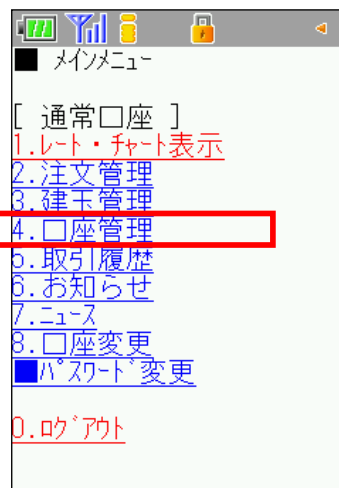 ■ ﾒｲﾝﾒﾆｭｰ
[ 通常口座 ]
1.ﾚｰﾄ・ﾁｬｰﾄ表示
2.注文管理
3.建玉管理
4.口座管理
5.取引履歴
6.お知らせ
7.ﾆｭｰｽ
8.口座変更
■ﾊﾟｽﾜｰﾄﾞ変更
0.ﾛｸﾞｱｳﾄ